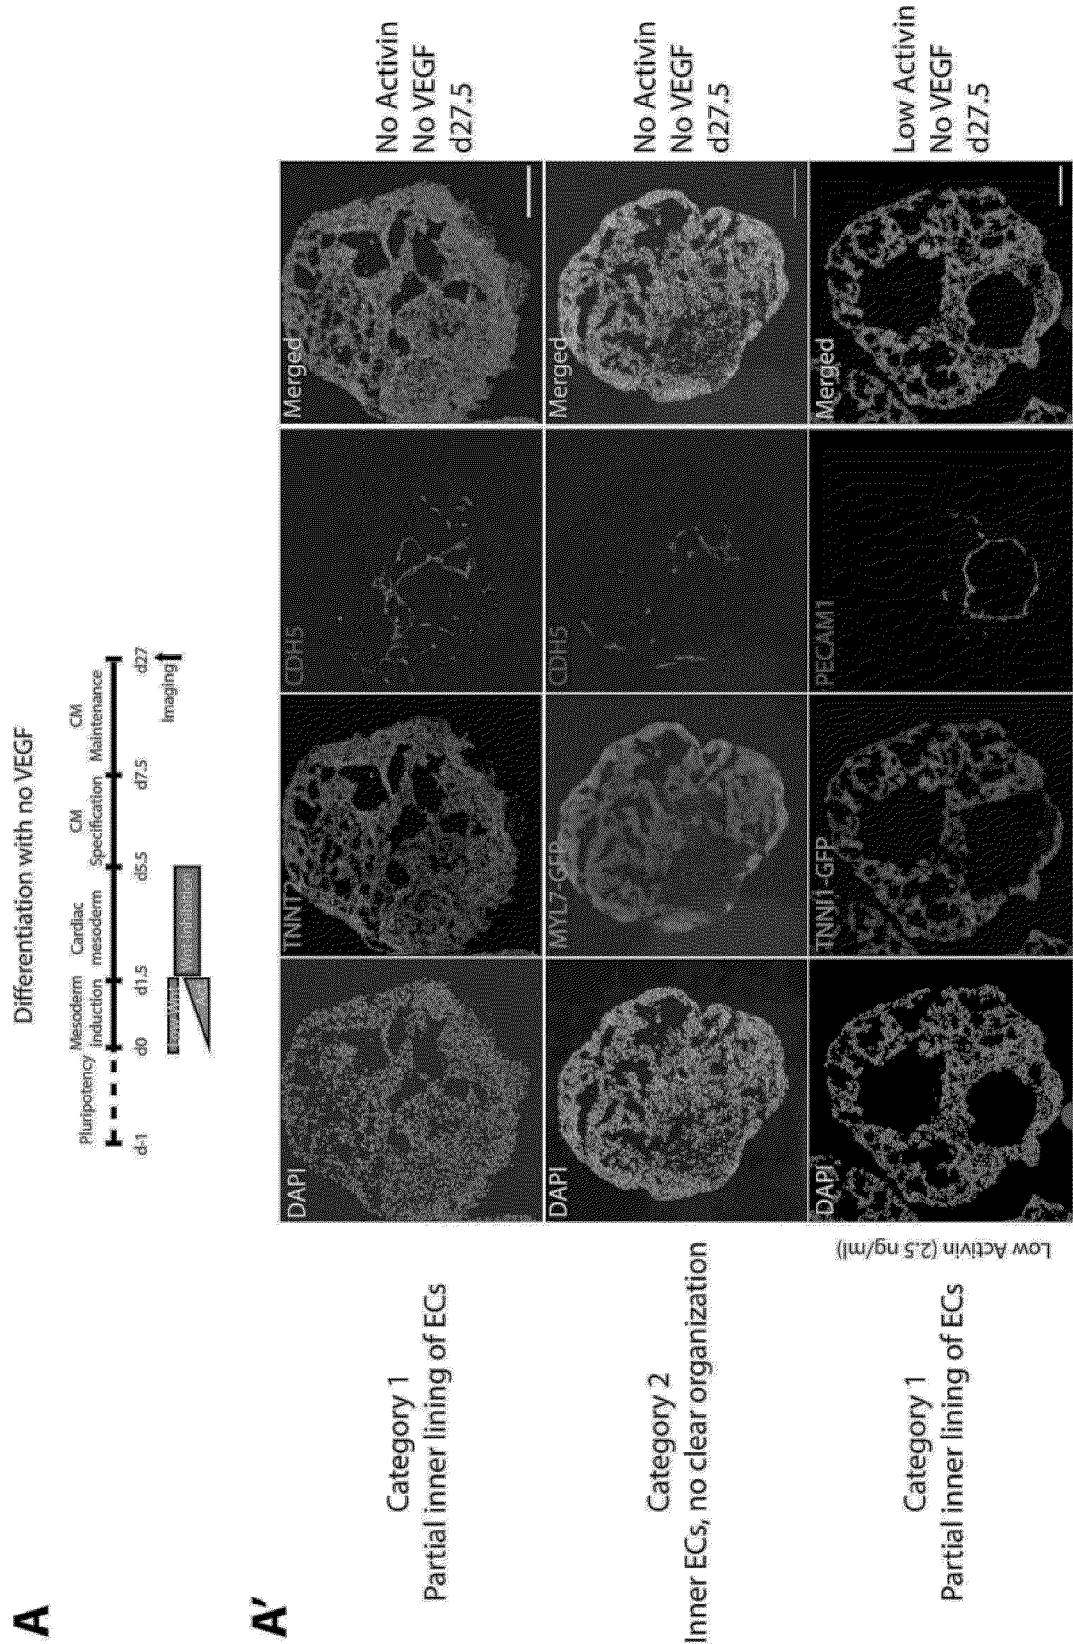 A
Differentiation with no VEGF
Pluripotency
Mesoderm
induction
Cardiac
mesoderm
CM
Specification
CM
Maintenance
d-1
d0
d1.5
d5.5
d7.5
d27
Wnt inhibition
Imaging
A'
Category 1
Partial inner lining of ECs
DAPI
TNNT2
CDH5
Merged
No Activin
No VEGF
d27.5
Category 2
Inner ECs, no clear organization
DAPI
MYL7-GFP
CDH5
Merged
No Activin
No VEGF
d27.5
Category 1
Partial inner lining of ECs
Low Activin (2.5 ng/ml)
DAPI
TNNI1-GFP
PECAM1
Merged
Low Activin
No VEGF
d27.5